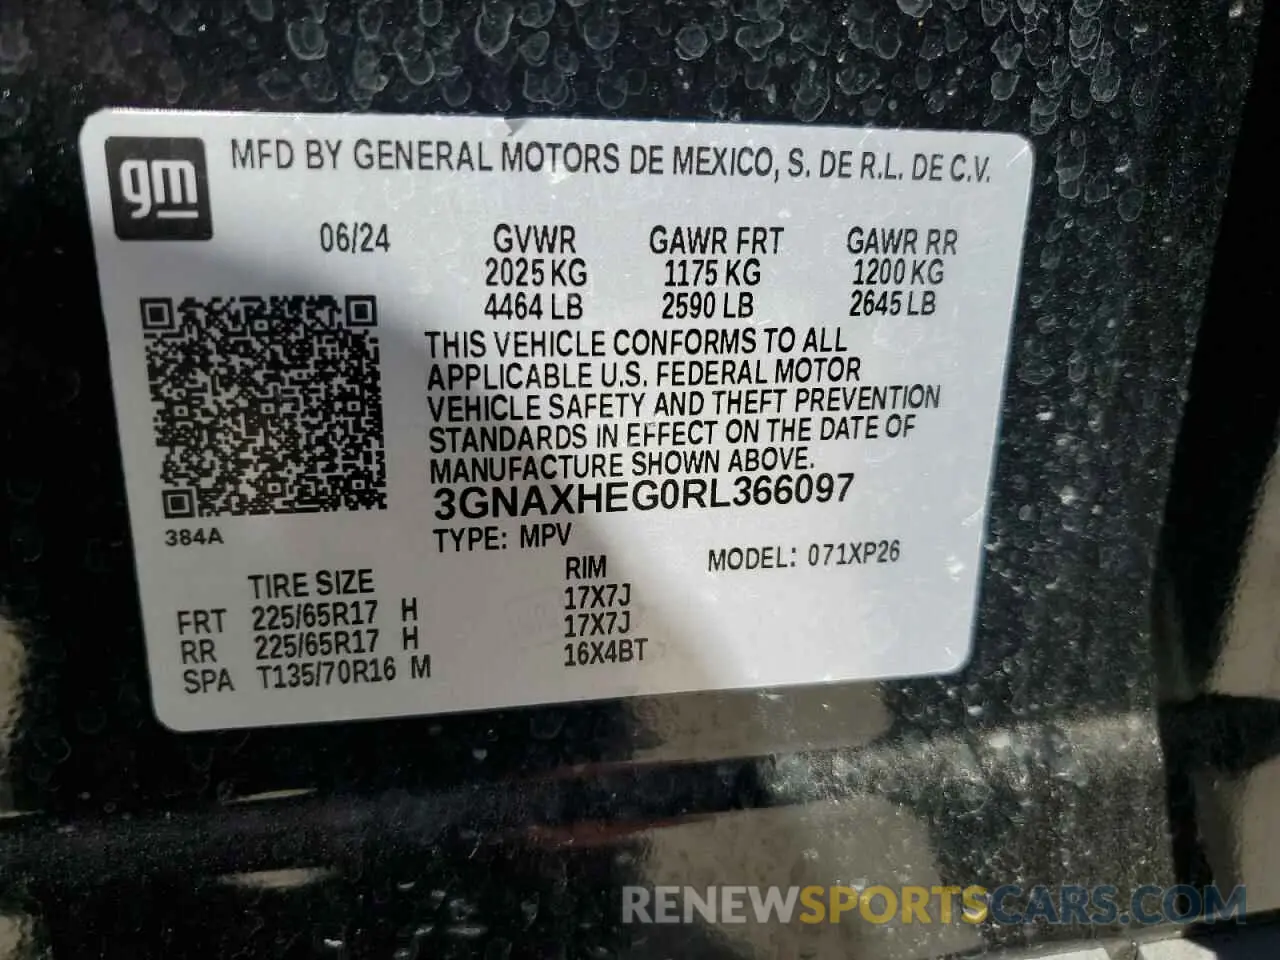 gm
MFD BY GENERAL MOTORS DE MEXICO, S. DE R.L. DE C.V.
06/24 GVWR GAWR FRT GAWR RR
2025 KG 1175 KG 1200 KG
4464 LB 2590 LB 2645 LB
THIS VEHICLE CONFORMS TO ALL
APPLICABLE U.S. FEDERAL MOTOR
VEHICLE SAFETY AND THEFT PREVENTION
STANDARDS IN EFFECT ON THE DATE OF
MANUFACTURE SHOWN ABOVE.
3GNAXHEG0RL366097
384A
TYPE: MPV MODEL: 071XP26
TIRE SIZE RIM
FRT 225/65R17 H 17X7J
RR 225/65R17 H 17X7J
SPA T135/70R16 M 16X4BT
RENEWSPORTSCARS.COM